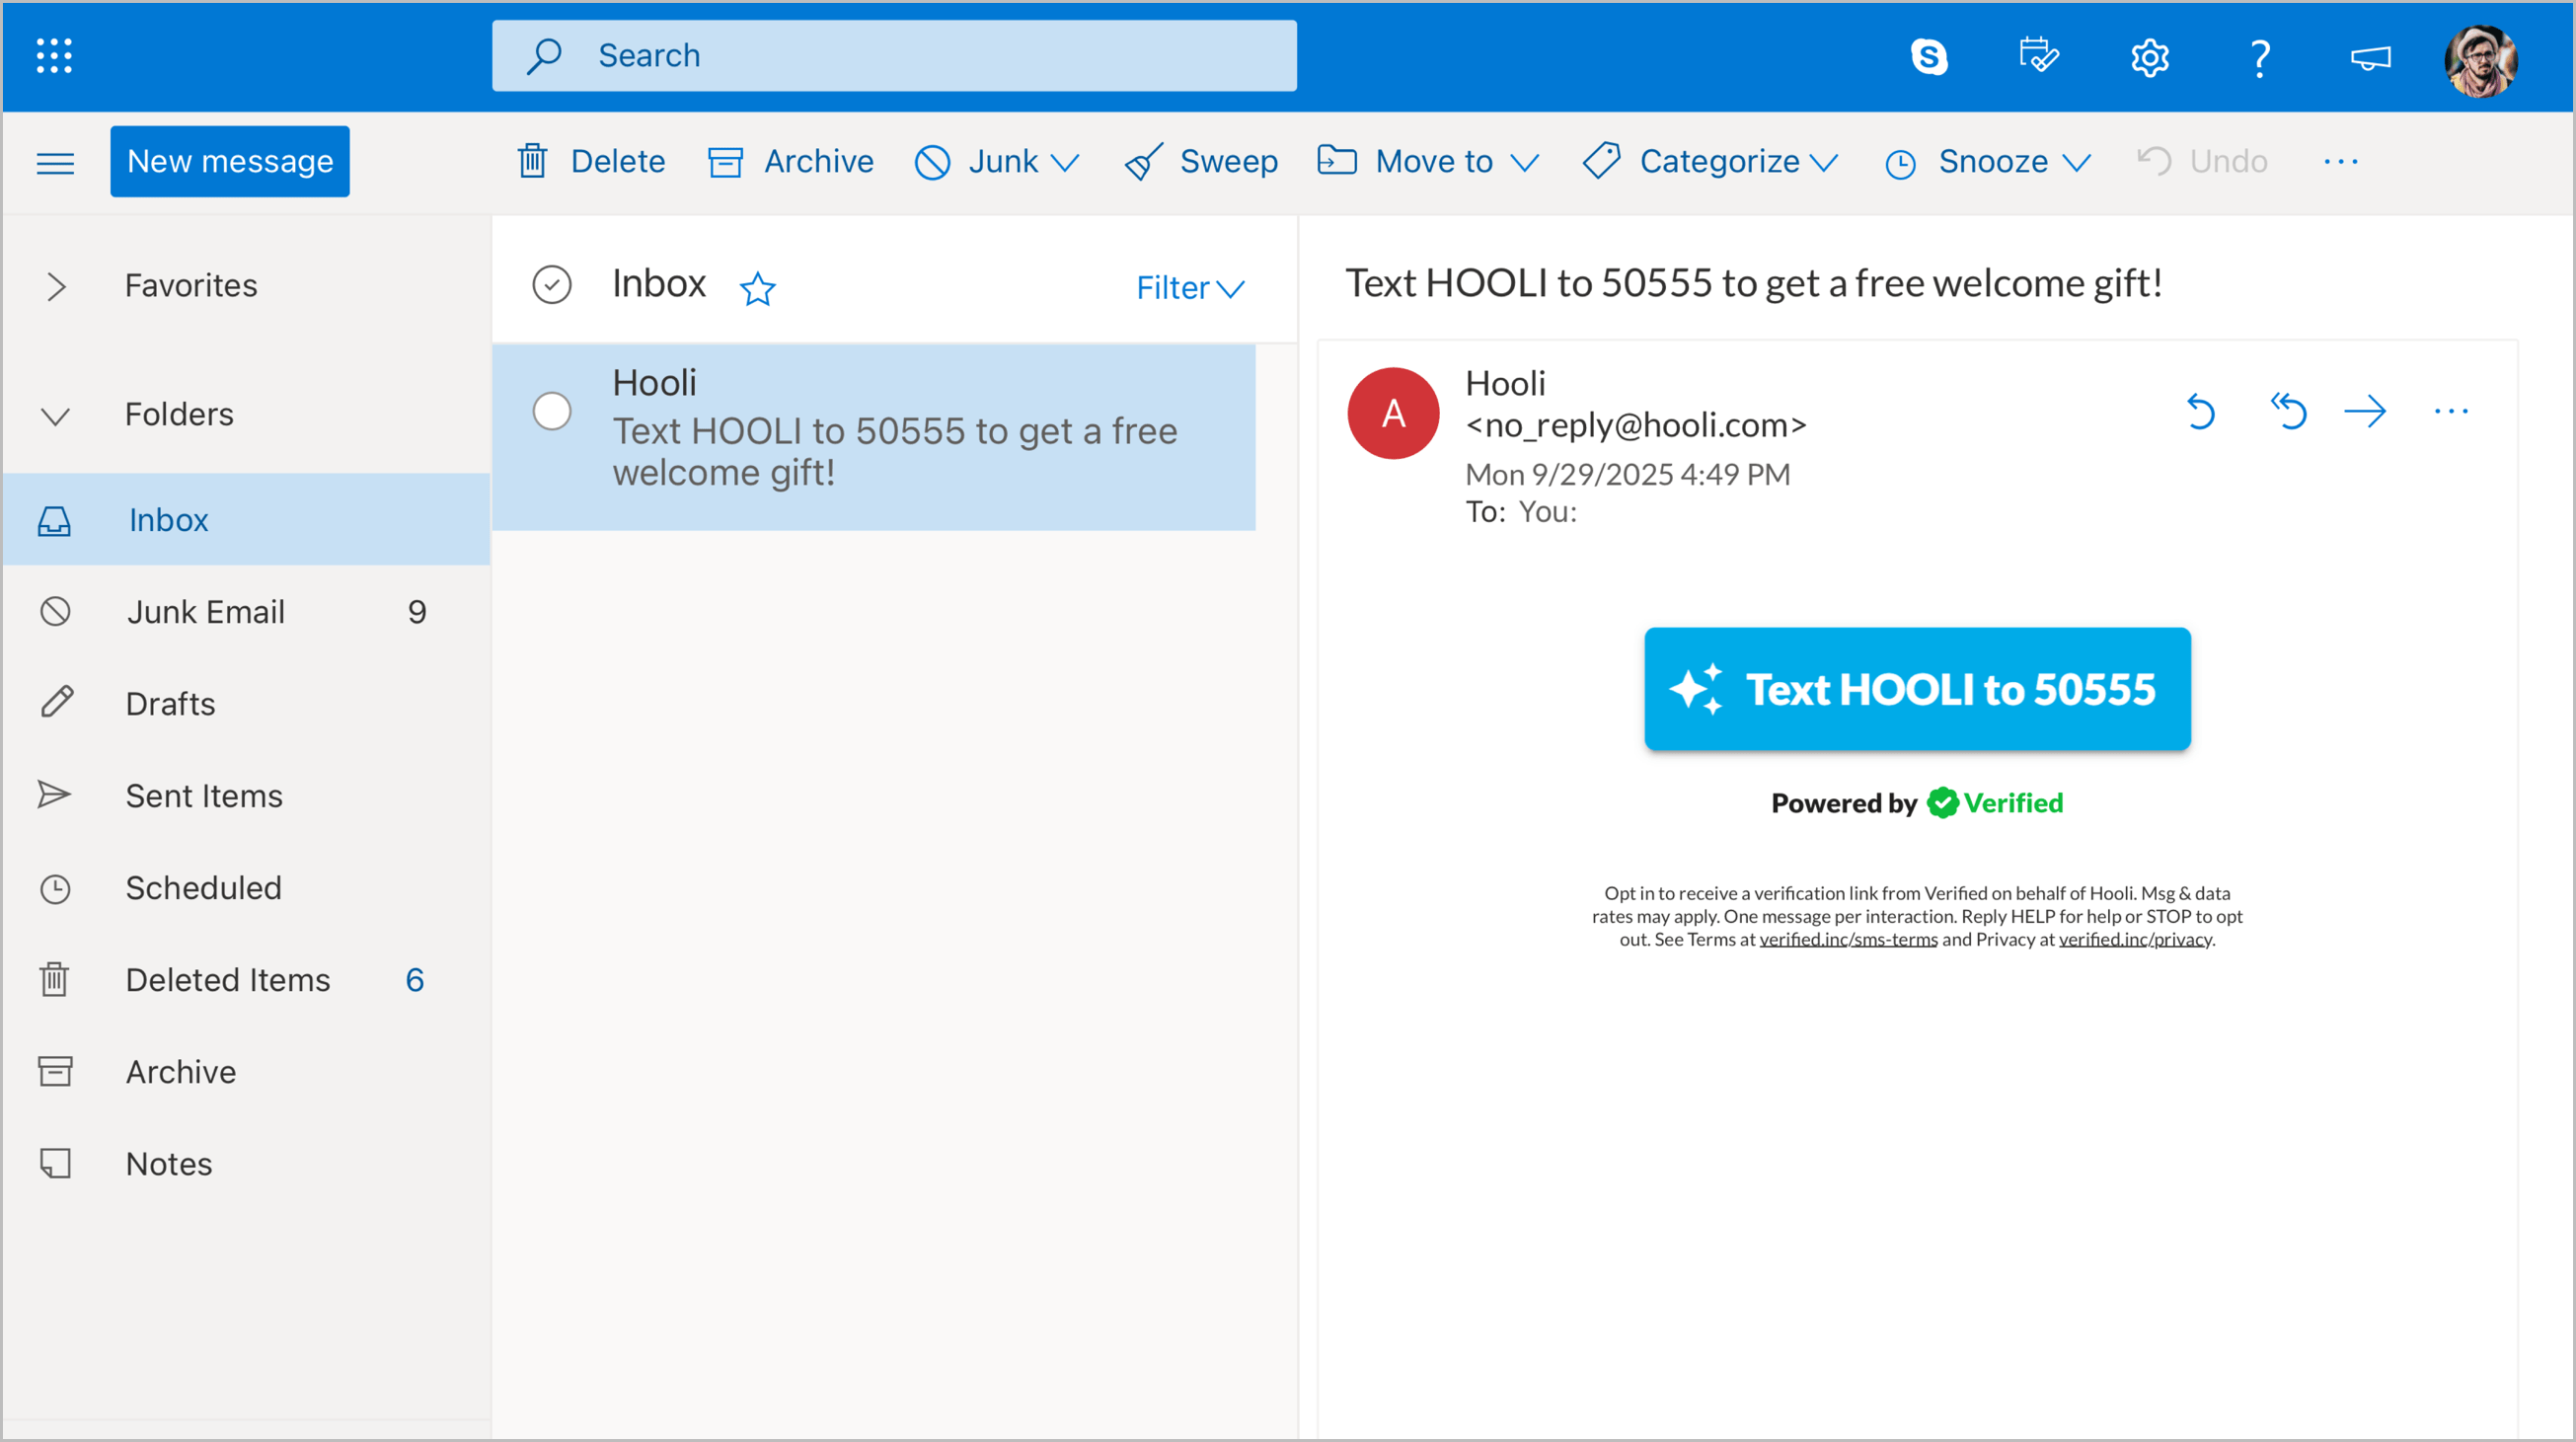 Search
S
?
New message
Delete
Archive
Junk
Sweep
Move to
Categorize
Snooze
Undo
...
Favorites
Folders
Inbox
Junk Email 9
Drafts
Sent Items
Scheduled
Deleted Items 6
Archive
Notes
Inbox
Filter
Hooli
Text HOOLI to 50555 to get a free
welcome gift!
Text HOOLI to 50555 to get a free welcome gift!
A
Hooli
<no_reply@hooli.com>
Mon 9/29/2025 4:49 PM
To: You:
...
Text HOOLI to 50555
Powered by Verified
Opt in to receive a verification link from Verified on behalf of Hooli. Msg & data
rates may apply. One message per interaction. Reply HELP for help or STOP to opt
out. See Terms at verified.inc/sms-terms and Privacy at verified.inc/privacy.